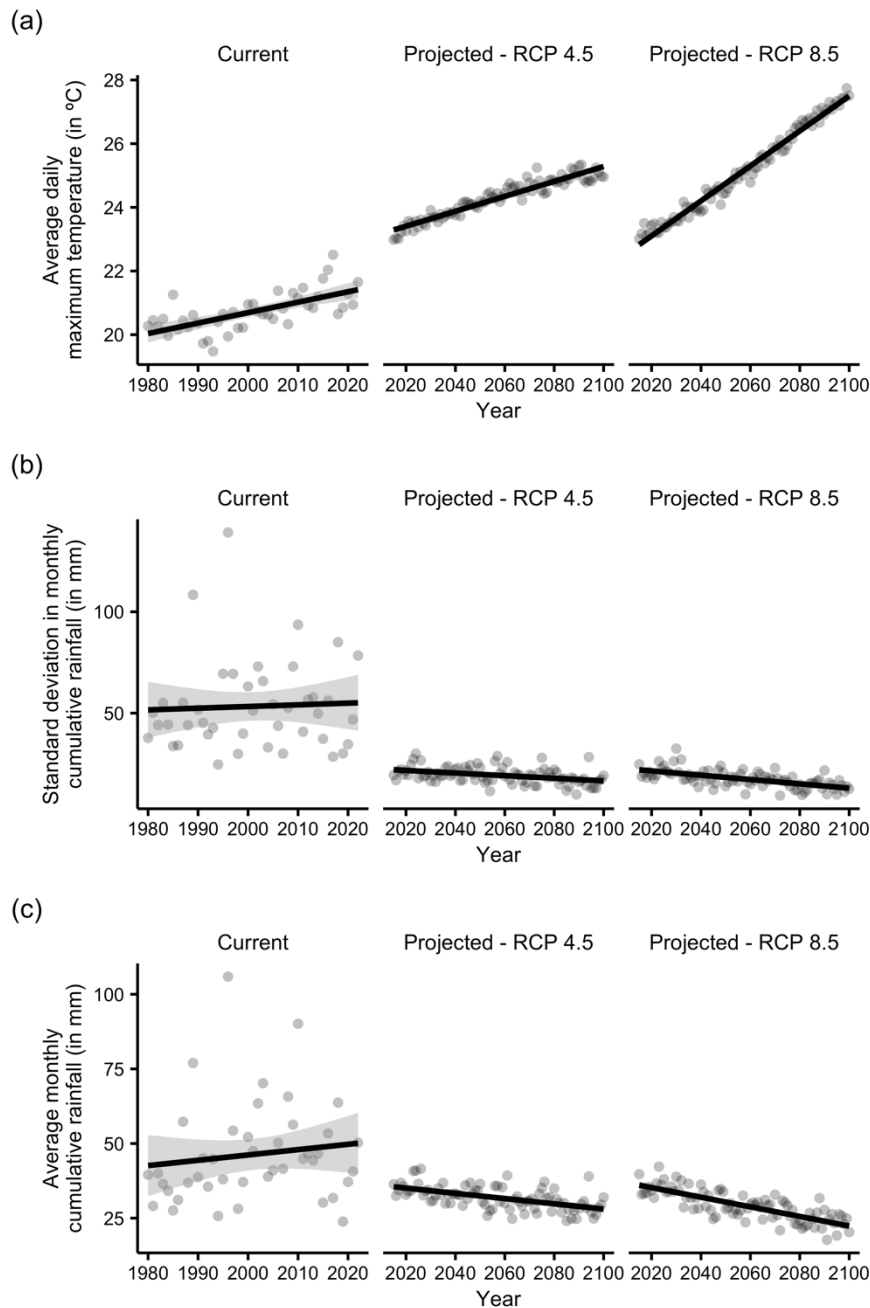 (a)
Current Projected - RCP 4.5 Projected - RCP 8.5
Average daily
maximum temperature (in ºC)
28
26
24
22
20
1980 1990 2000 2010 2020 2020 2040 2060 2080 2100 2020 2040 2060 2080 2100
Year
(b)
Current Projected - RCP 4.5 Projected - RCP 8.5
Standard deviation in monthly
cumulative rainfall (in mm)
100
50
1980 1990 2000 2010 2020 2020 2040 2060 2080 2100 2020 2040 2060 2080 2100
Year
(c)
Current Projected - RCP 4.5 Projected - RCP 8.5
Average monthly
cumulative rainfall (in mm)
100
75
50
25
1980 1990 2000 2010 2020 2020 2040 2060 2080 2100 2020 2040 2060 2080 2100
Year